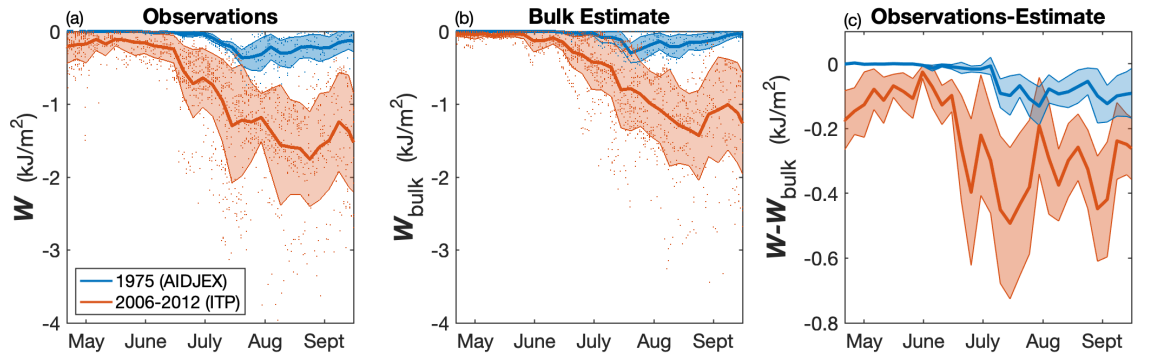 (a) Observations
W (kJ/m²)
0
-1
-2
-3
-4
1975 (AIDJEX)
2006-2012 (ITP)
May June July Aug Sept
(b) Bulk Estimate
Wbulk (kJ/m²)
0
-1
-2
-3
-4
May June July Aug Sept
(c) Observations-Estimate
W-Wbulk (kJ/m²)
0
-0.2
-0.4
-0.6
-0.8
May June July Aug Sept